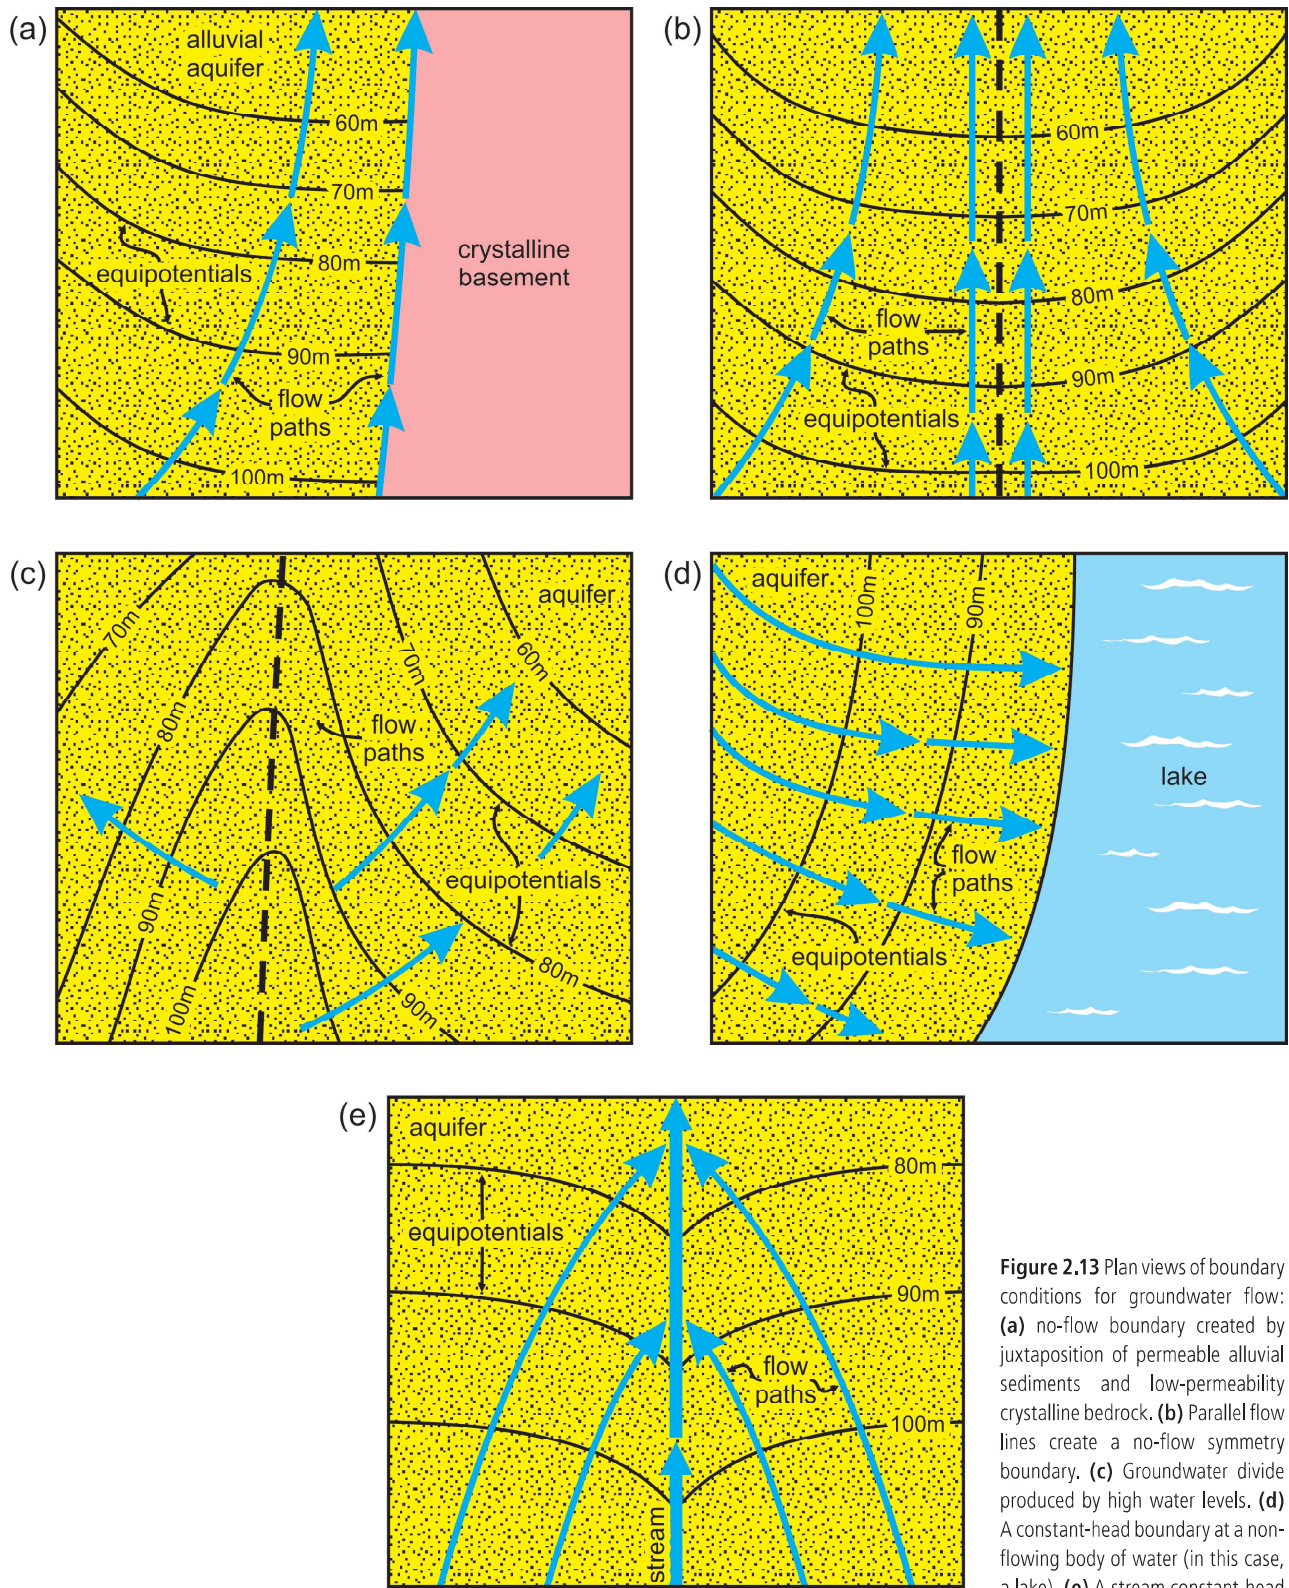 (a)
alluvial
aquifer
60m
70m
80m
equipotentials
90m
flow
paths
100m
crystalline
basement
(b)
60m
70m
80m
flow
paths
90m
equipotentials
100m
(c)
aquifer
70m
80m
90m
100m
flow
paths
70m
60m
equipotentials
80m
90m
(d)
aquifer
100m
90m
lake
flow
paths
equipotentials
(e)
aquifer
80m
equipotentials
90m
flow
paths
100m
stream
Figure 2.13 Plan views of boundary
conditions for groundwater flow:
(a) no-flow boundary created by
juxtaposition of permeable alluvial
sediments and low-permeability
crystalline bedrock. (b) Parallel flow
lines create a no-flow symmetry
boundary. (c) Groundwater divide
produced by high water levels. (d)
A constant-head boundary at a non-
flowing body of water (in this case,
a lake). (e) A stream constant head